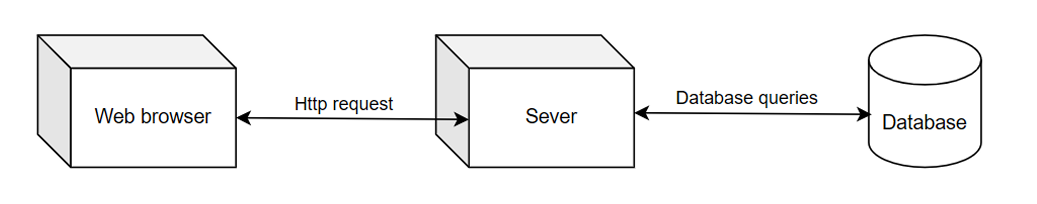 Web browser
Http request
Sever
Database queries
Database